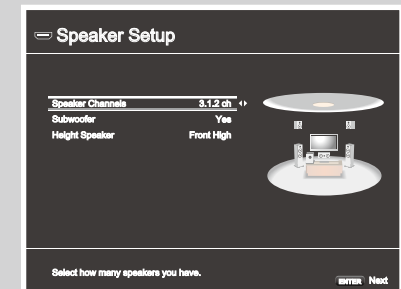 Speaker Setup
Speaker Channels 3.1.2 ch
Subwoofer Yes
Height Speaker Front High
Select how many speakers you have.
ENTER Next